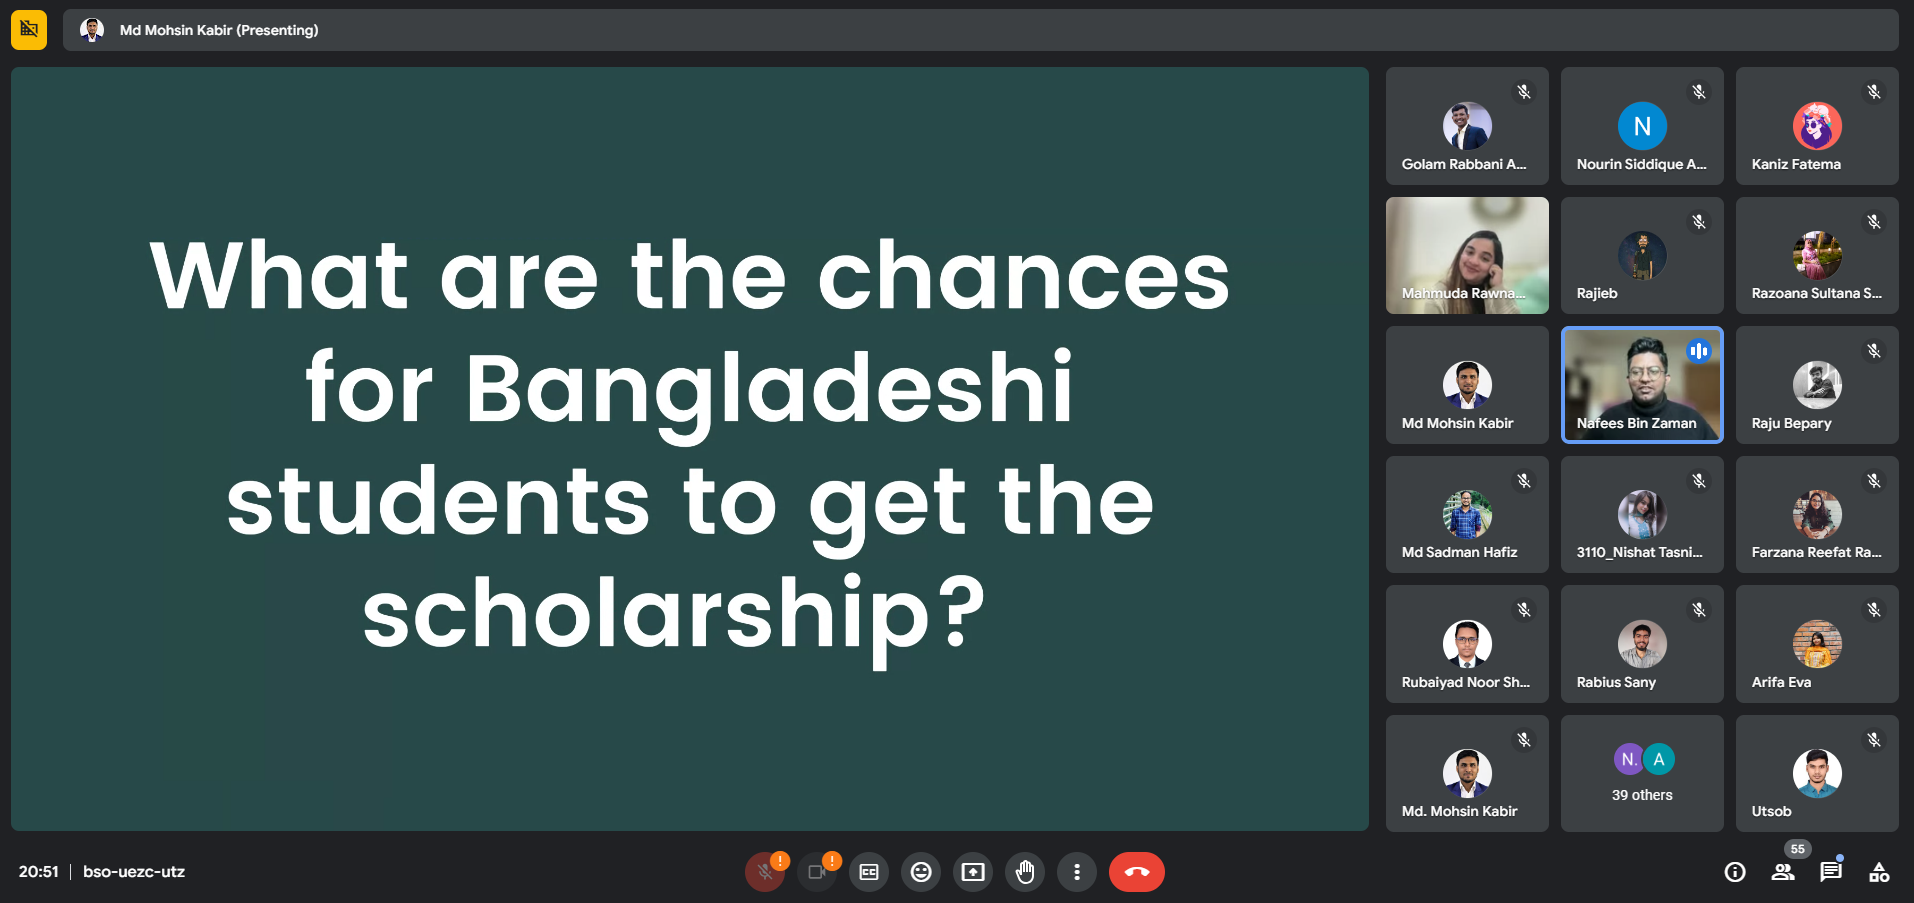 Md Mohsin Kabir (Presenting)
What are the chances
for Bangladeshi
students to get the
scholarship?
Golam Rabbani A...
N
Nourin Siddique A...
Kaniz Fatema
Mahmuda Rawna...
Rajieb
Razoana Sultana S...
Md Mohsin Kabir
Nafees Bin Zaman
Raju Bepary
Md Sadman Hafiz
3110_Nishat Tasni...
Farzana Reefat Ra...
Rubaiyad Noor Sh...
Rabius Sany
Arifa Eva
Md. Mohsin Kabir
N. A
39 others
Utsob
20:51 | bso-uezc-utz
! ! CC
55